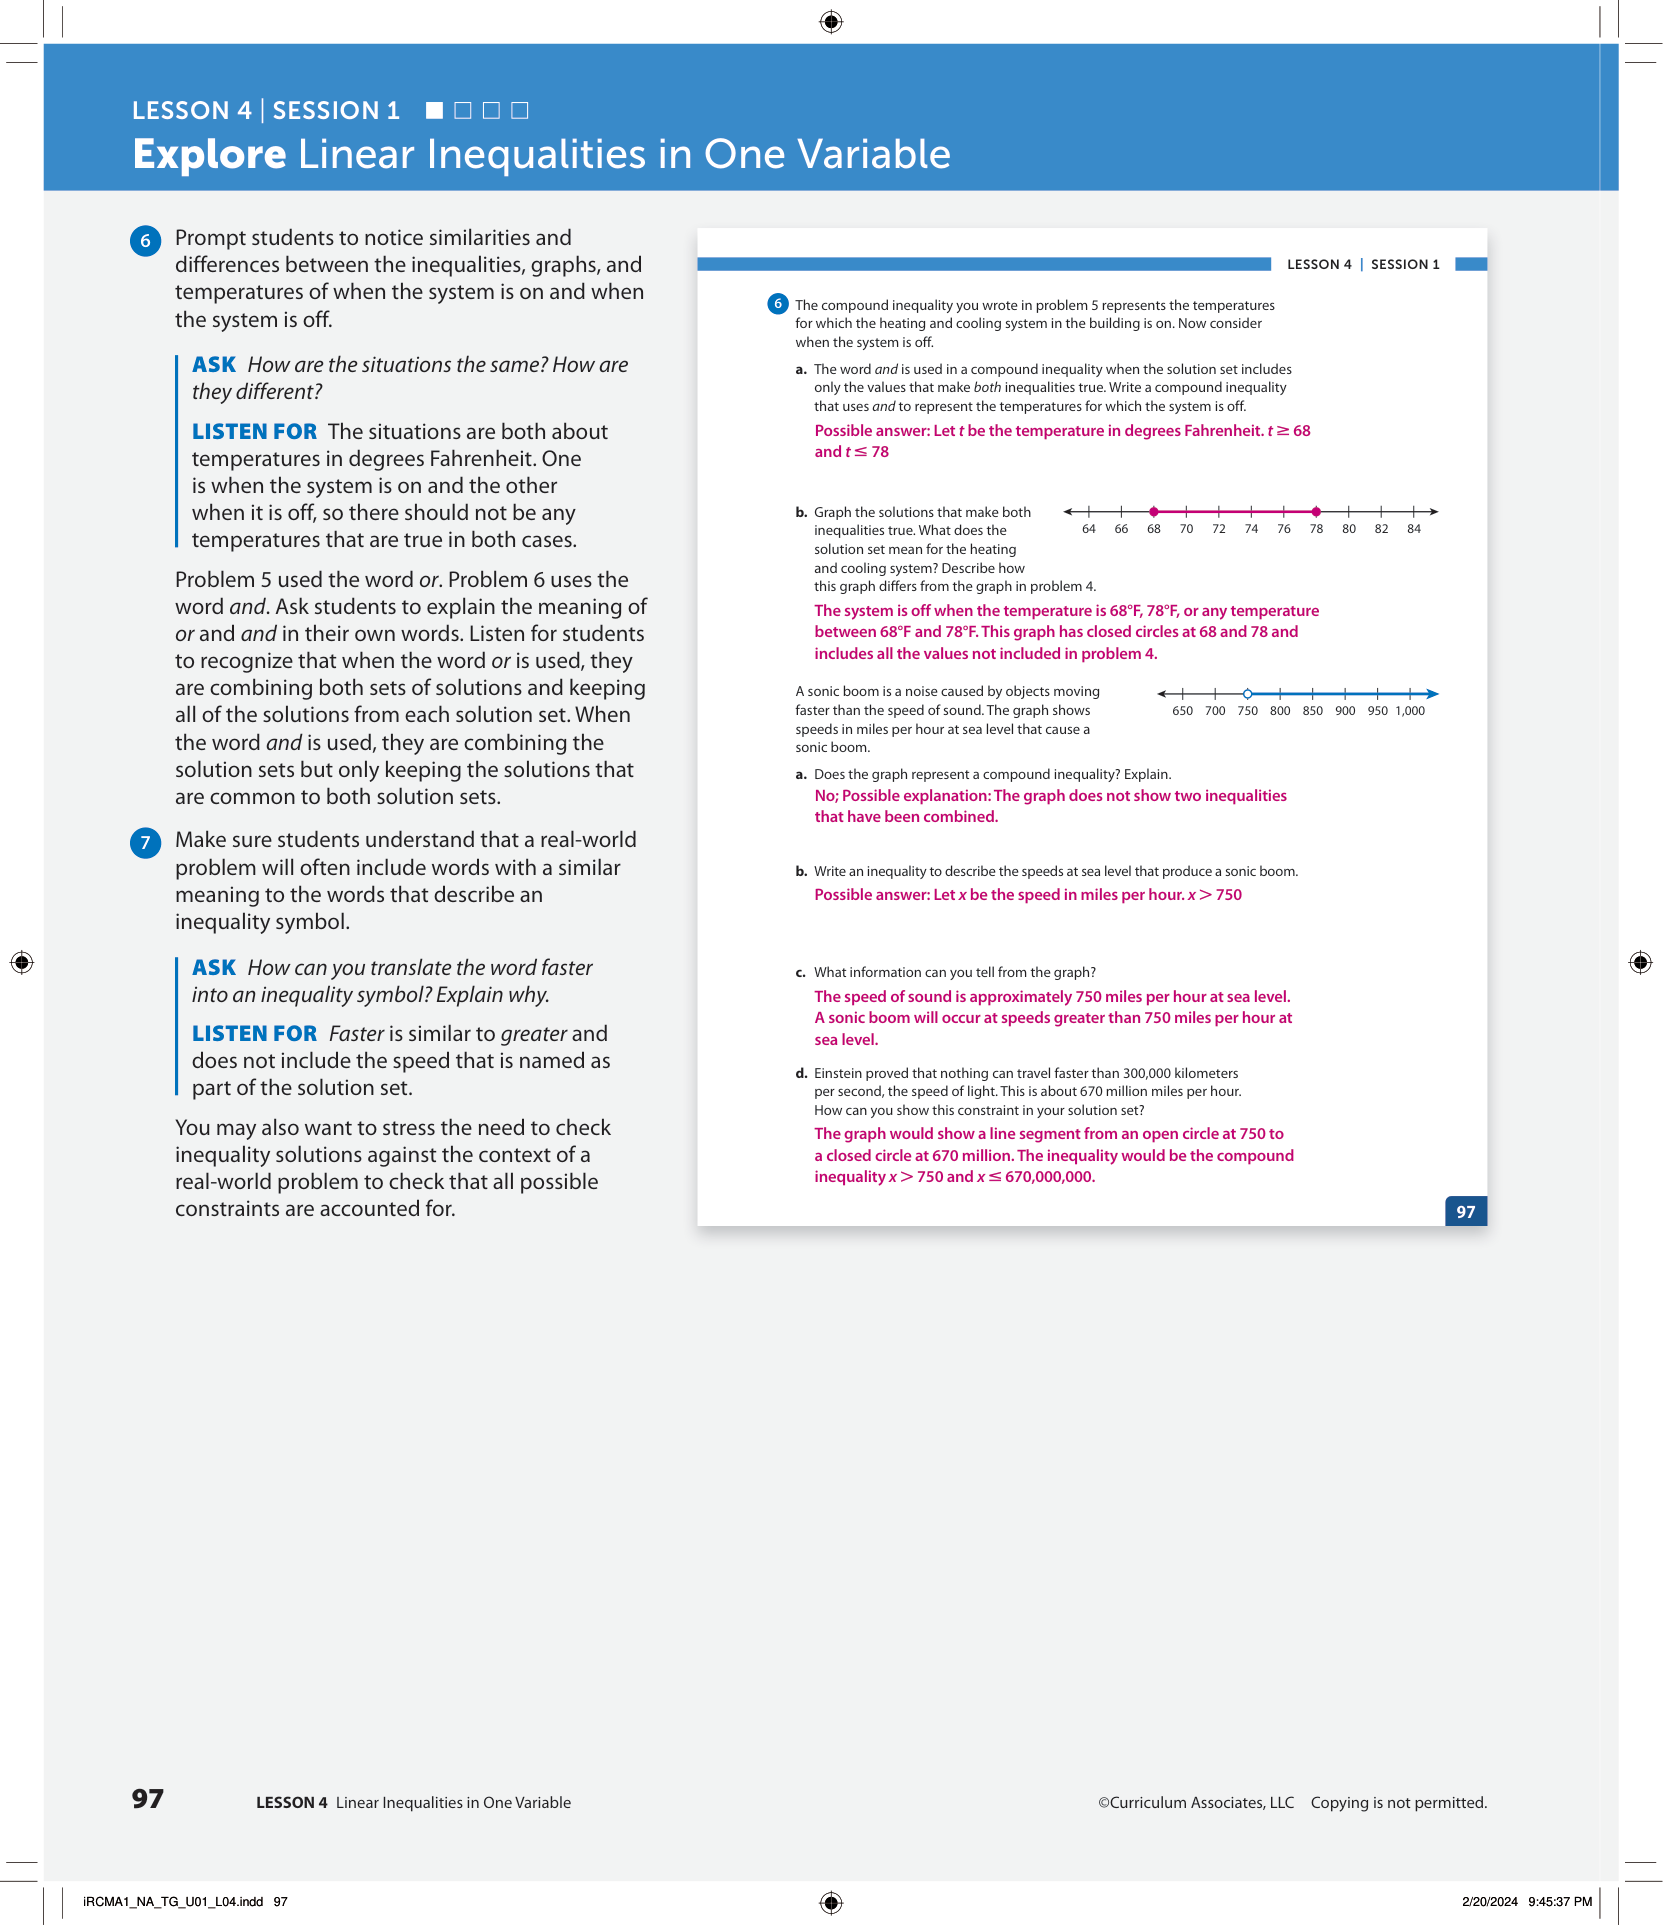 LESSON 4 | SESSION 1
Explore Linear Inequalities in One Variable
6 Prompt students to notice similarities and
differences between the inequalities, graphs, and
temperatures of when the system is on and when
the system is off.
ASK How are the situations the same? How are
they different?
LISTEN FOR The situations are both about
temperatures in degrees Fahrenheit. One
is when the system is on and the other
when it is off, so there should not be any
temperatures that are true in both cases.
Problem 5 used the word or. Problem 6 uses the
word and. Ask students to explain the meaning of
or and and in their own words. Listen for students
to recognize that when the word or is used, they
are combining both sets of solutions and keeping
all of the solutions from each solution set. When
the word and is used, they are combining the
solution sets but only keeping the solutions that
are common to both solution sets.
7 Make sure students understand that a real-world
problem will often include words with a similar
meaning to the words that describe an
inequality symbol.
ASK How can you translate the word faster
into an inequality symbol? Explain why.
LISTEN FOR Faster is similar to greater and
does not include the speed that is named as
part of the solution set.
You may also want to stress the need to check
inequality solutions against the context of a
real-world problem to check that all possible
constraints are accounted for.
LESSON 4 | SESSION 1
6 The compound inequality you wrote in problem 5 represents the temperatures
for which the heating and cooling system in the building is on. Now consider
when the system is off.
a. The word and is used in a compound inequality when the solution set includes
only the values that make both inequalities true. Write a compound inequality
that uses and to represent the temperatures for which the system is off.
Possible answer: Let t be the temperature in degrees Fahrenheit. t ≥ 68
and t ≤ 78
b. Graph the solutions that make both
inequalities true. What does the
solution set mean for the heating
and cooling system? Describe how
this graph differs from the graph in problem 4.
64 66 68 70 72 74 76 78 80 82 84
The system is off when the temperature is 68°F, 78°F, or any temperature
between 68°F and 78°F. This graph has closed circles at 68 and 78 and
includes all the values not included in problem 4.
A sonic boom is a noise caused by objects moving
faster than the speed of sound. The graph shows
speeds in miles per hour at sea level that cause a
sonic boom.
650 700 750 800 850 900 950 1,000
a. Does the graph represent a compound inequality? Explain.
No; Possible explanation: The graph does not show two inequalities
that have been combined.
b. Write an inequality to describe the speeds at sea level that produce a sonic boom.
Possible answer: Let x be the speed in miles per hour. x > 750
c. What information can you tell from the graph?
The speed of sound is approximately 750 miles per hour at sea level.
A sonic boom will occur at speeds greater than 750 miles per hour at
sea level.
d. Einstein proved that nothing can travel faster than 300,000 kilometers
per second, the speed of light. This is about 670 million miles per hour.
How can you show this constraint in your solution set?
The graph would show a line segment from an open circle at 750 to
a closed circle at 670 million. The inequality would be the compound
inequality x > 750 and x ≤ 670,000,000.
97
97 LESSON 4 Linear Inequalities in One Variable ©Curriculum Associates, LLC Copying is not permitted.
iRCMA1_NA_TG_U01_L04.indd 97 2/20/2024 9:45:37 PM